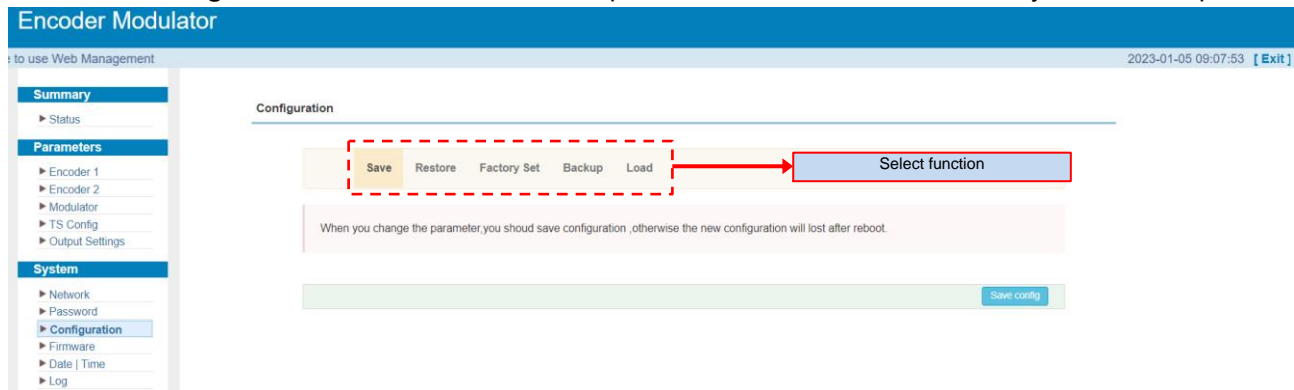 Encoder Modulator
to use Web Management
2023-01-05 09:07:53 [ Exit ]
Summary
Status
Configuration
Parameters
Encoder 1
Encoder 2
Modulator
TS Config
Output Settings
Save Restore Factory Set Backup Load
Select function
When you change the parameter,you shoud save configuration ,otherwise the new configuration will lost after reboot.
System
Network
Password
Configuration
Firmware
Date | Time
Log
Save config